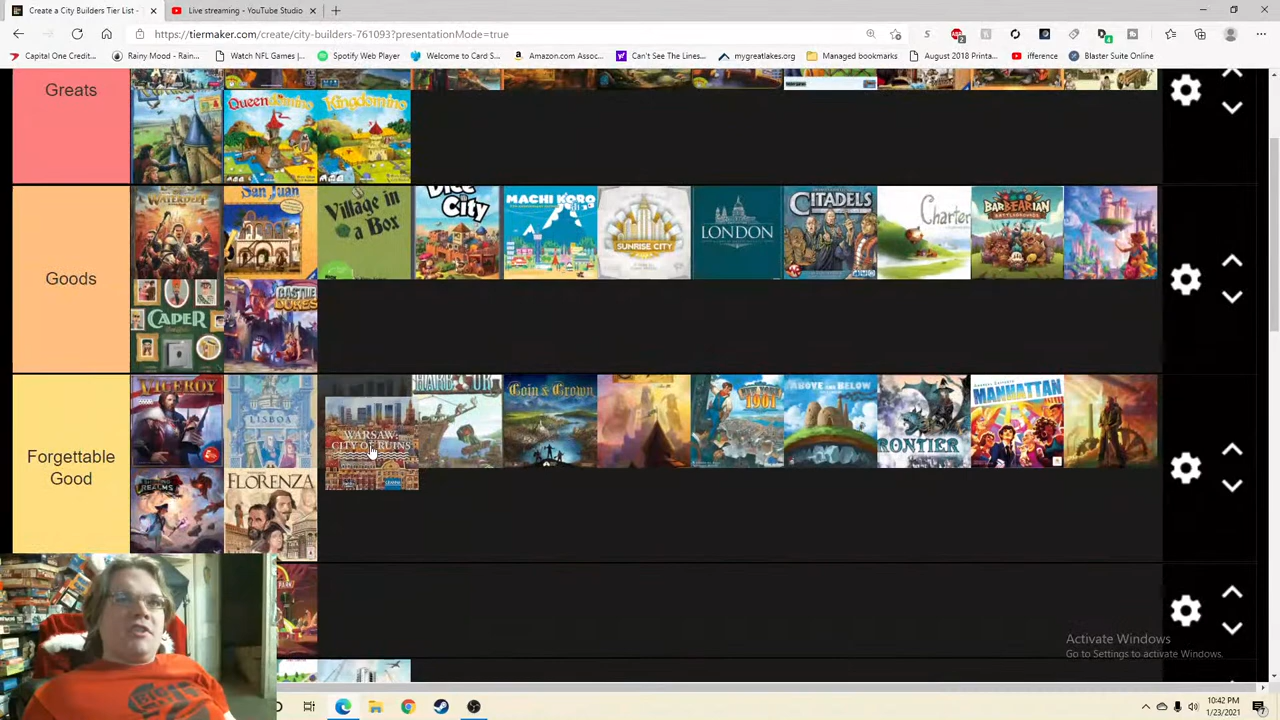 Create a City Builders Tier List -
Live streaming - YouTube Studio
https://tiermaker.com/create/city-builders-761093?presentationMode=true
Capital One Credit...
Rainy Mood - Rain...
Watch NFL Games |...
Spotify Web Player
Welcome to Card S...
Amazon.com Assoc...
Can't See The Lines...
mygreatlakes.org
Managed bookmarks
August 2018 Printa...
ifference
Blaster Suite Online
Greats
Queendomino
Kingdomino
Goods
WATERDEEP
SAN JUAN
Village in
a Box
Dice
City
MACHI KORO
SUNRISE CITY
LONDON
CITADELS
Charter
BARBEARIAN
BATTLEGROUNDS
CAPER
CASTLE
DUKES
Forgettable
Good
VICEROY
LISBOA
WARSAW:
CITY OF RUINS
HARBOUR
Coin & Crown
ABOVE AND BELOW
MANHATTAN
REALMS
FLORENZA
PARK
Activate Windows
Go to Settings to activate Windows.
10:42 PM
1/23/2021